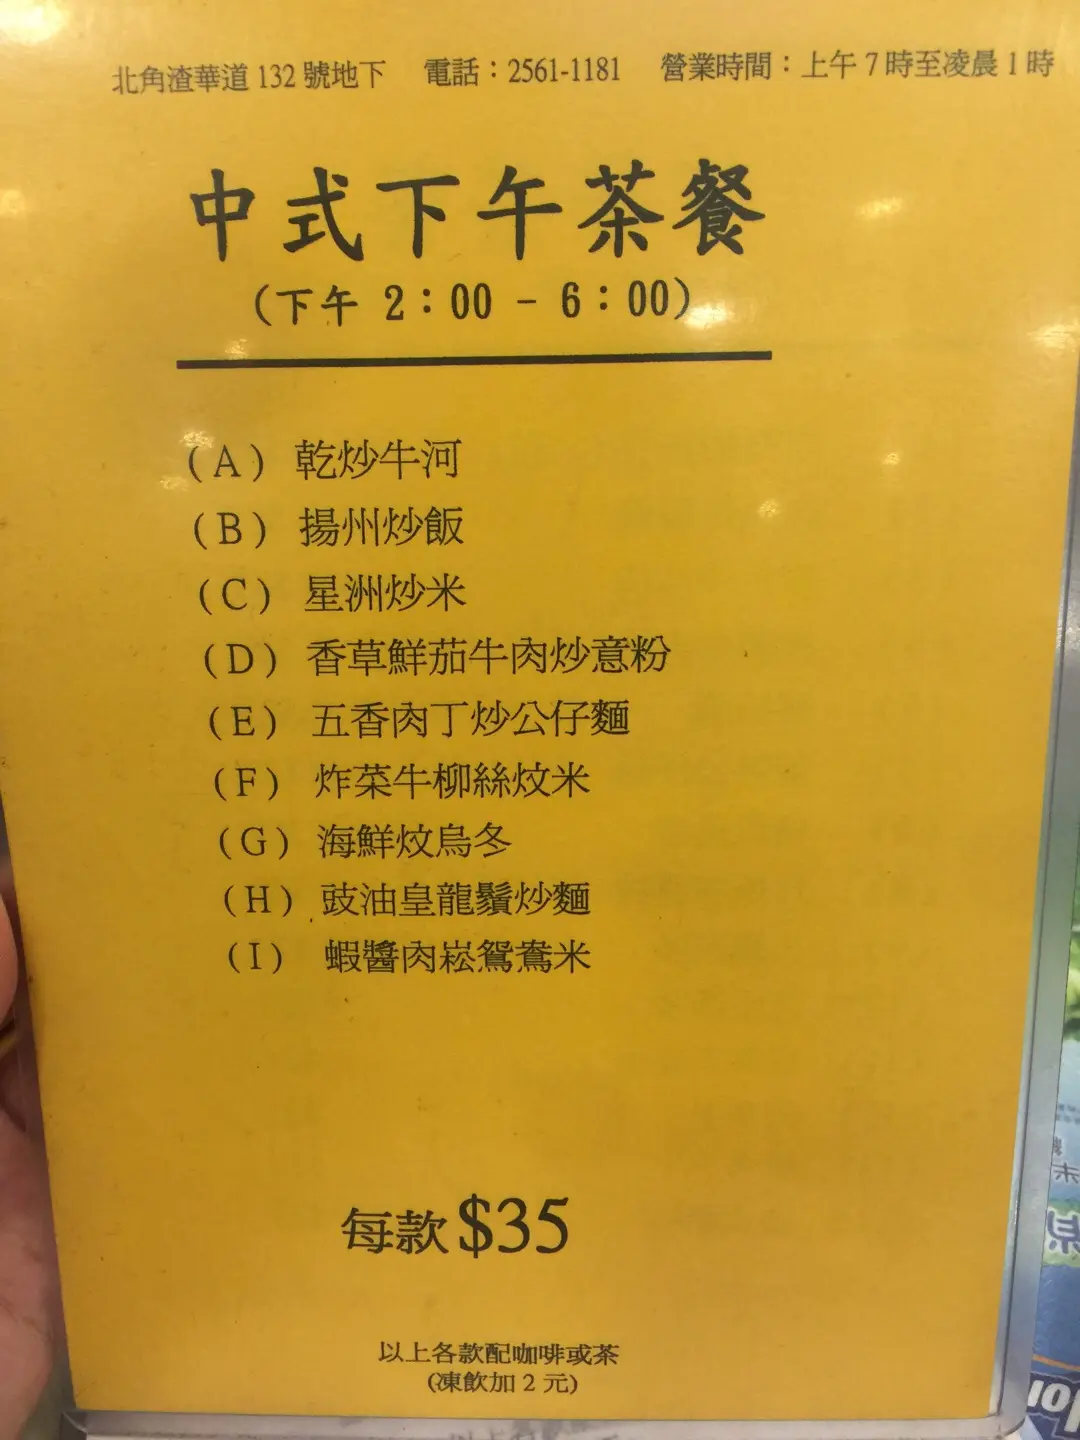 北角渣華道 132 號地下 電話：2561-1181 營業時間：上午 7 時至凌晨 1 時
中式下午茶餐
(下午 2：00 - 6：00)
(A) 乾炒牛河
(B) 揚州炒飯
(C) 星洲炒米
(D) 香草鮮茄牛肉炒意粉
(E) 五香肉丁炒公仔麵
(F) 炸菜牛柳絲炆米
(G) 海鮮炆烏冬
(H) 豉油皇龍鬚炒麵
(I) 蝦醬肉崧鴛鴦米
每款 $35
以上各款配咖啡或茶
(凍飲加 2 元)